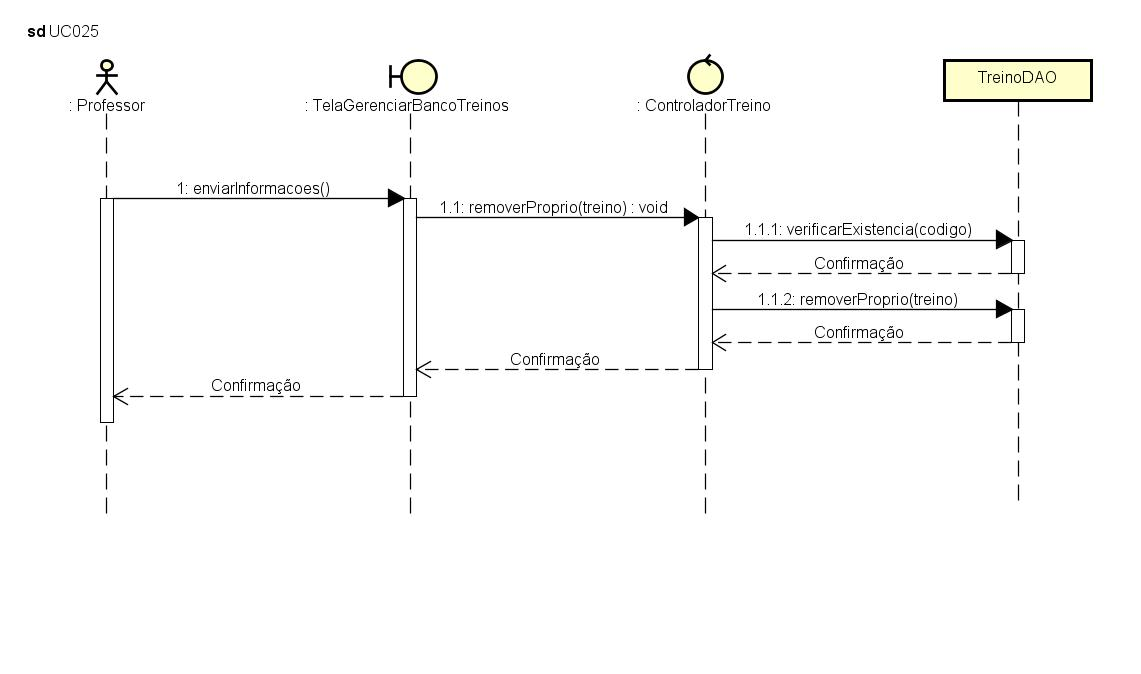 sd UC025
: Professor
: TelaGerenciarBancoTreinos
: ControladorTreino
TreinoDAO
1: enviarInformacoes()
1.1: removerProprio(treino) : void
1.1.1: verificarExistencia(codigo)
Confirmação
1.1.2: removerProprio(treino)
Confirmação
Confirmação
Confirmação